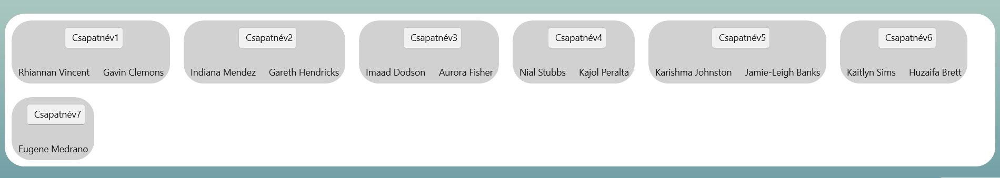 Csapatnév1 Csapatnév2 Csapatnév3 Csapatnév4 Csapatnév5 Csapatnév6
Rhiannan Vincent Gavin Clemons Indiana Mendez Gareth Hendricks Imaad Dodson Aurora Fisher Nial Stubbs Kajol Peralta Karishma Johnston Jamie-Leigh Banks Kaitlyn Sims Huzaifa Brett
Csapatnév7
Eugene Medrano